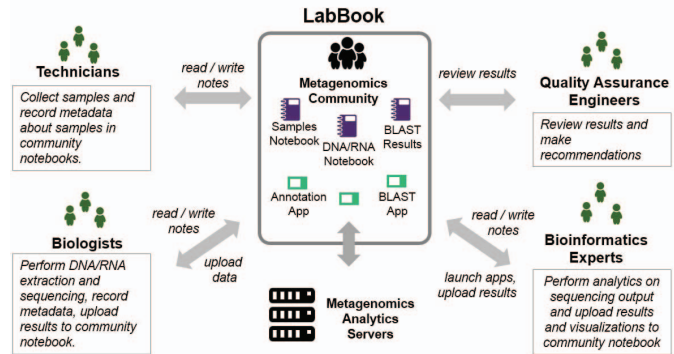 LabBook
Technicians
Collect samples and
record metadata
about samples in
community
notebooks.
read / write
notes
Metagenomics
Community
Samples
Notebook
DNA/RNA
Notebook
BLAST
Results
Annotation
App
BLAST
App
review results
Quality Assurance
Engineers
Review results and
make
recommendations
Biologists
Perform DNA/RNA
extraction and
sequencing, record
metadata, upload
results to community
notebook.
read / write
notes
upload
data
Metagenomics
Analytics
Servers
read / write
notes
launch apps,
upload results
Bioinformatics
Experts
Perform analytics on
sequencing output
and upload results
and visualizations to
community notebook